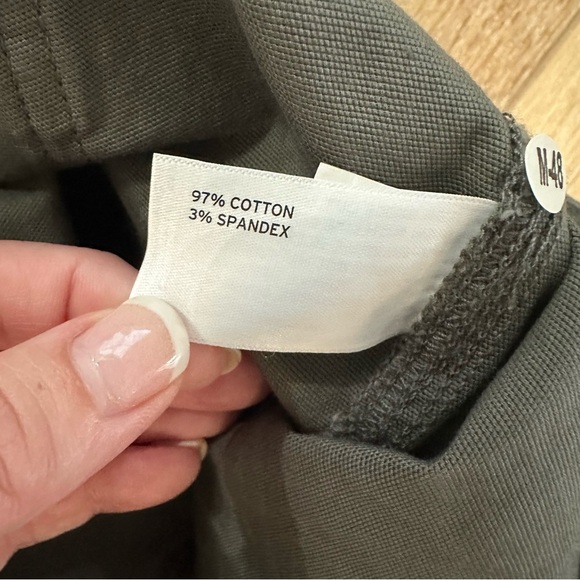 97% COTTON
3% SPANDEX
M-48